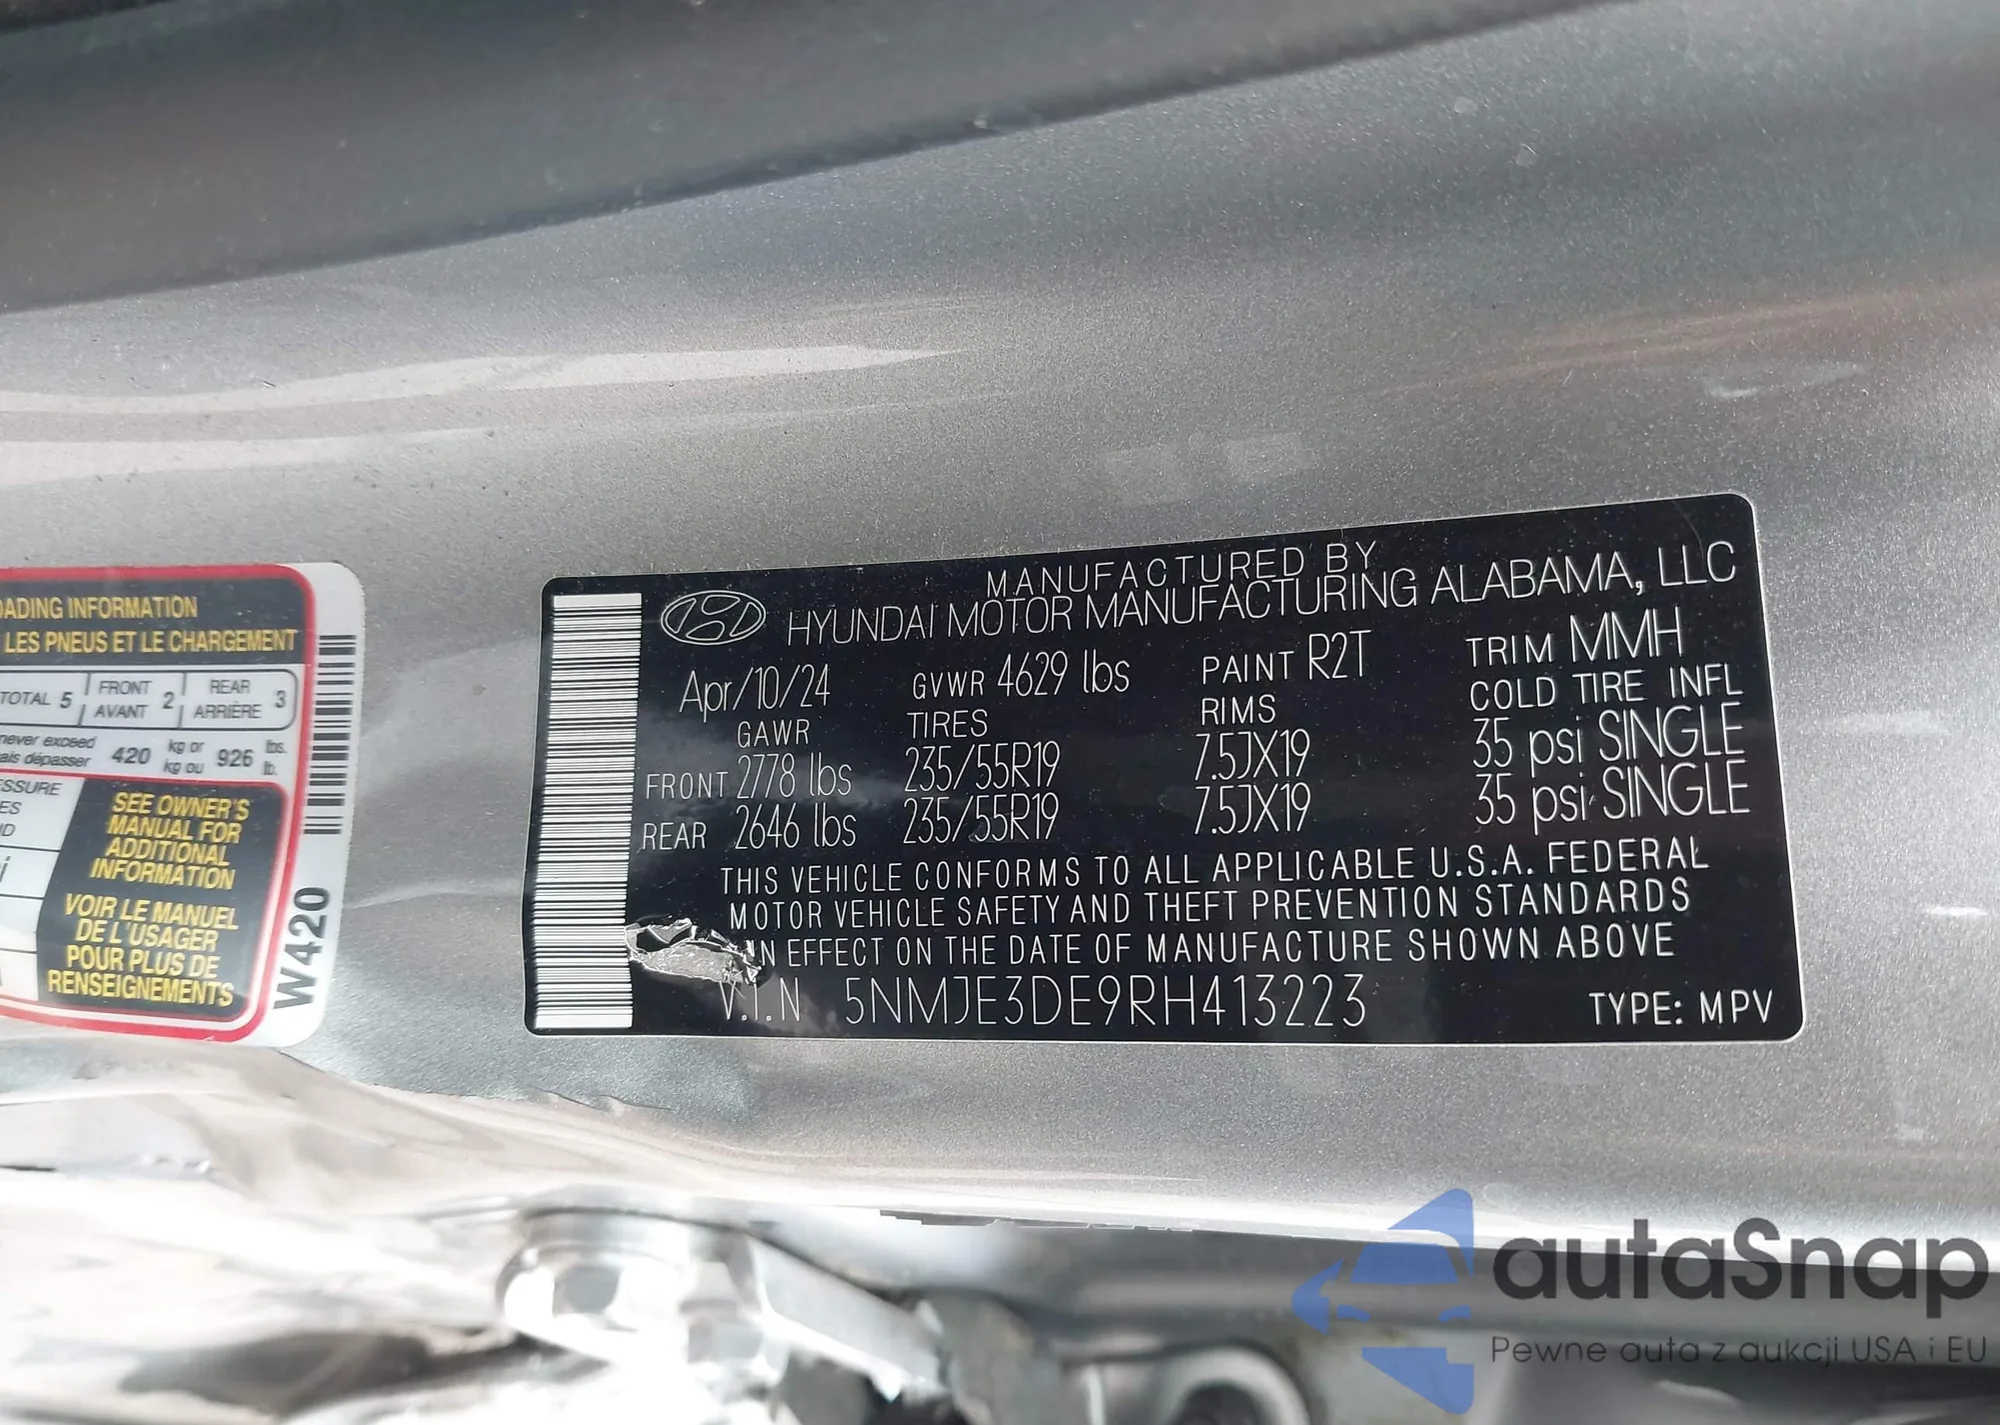 ADING INFORMATION
LES PNEUS ET LE CHARGEMENT
TOTAL 5 FRONT AVANT 2 REAR ARRIÈRE 3
never exceed
ais dépasser 420 kg or kg ou 926 lbs. lb.
SSURE
ES
SEE OWNER'S
MANUAL FOR
ADDITIONAL
INFORMATION
VOIR LE MANUEL
DE L'USAGER
POUR PLUS DE
RENSEIGNEMENTS
W420
MANUFACTURED BY
HYUNDAI MOTOR MANUFACTURING ALABAMA, LLC
Apr/10/24 GVWR 4629 lbs PAINT R2T TRIM MMH
GAWR TIRES RIMS COLD TIRE INFL
FRONT 2778 lbs 235/55R19 7.5JX19 35 psi SINGLE
REAR 2646 lbs 235/55R19 7.5JX19 35 psi SINGLE
THIS VEHICLE CONFORMS TO ALL APPLICABLE U.S.A. FEDERAL
MOTOR VEHICLE SAFETY AND THEFT PREVENTION STANDARDS
IN EFFECT ON THE DATE OF MANUFACTURE SHOWN ABOVE
V.I.N 5NMJE3DE9RH413223 TYPE: MPV
autaSnap
Pewne auta z aukcji USA i EU